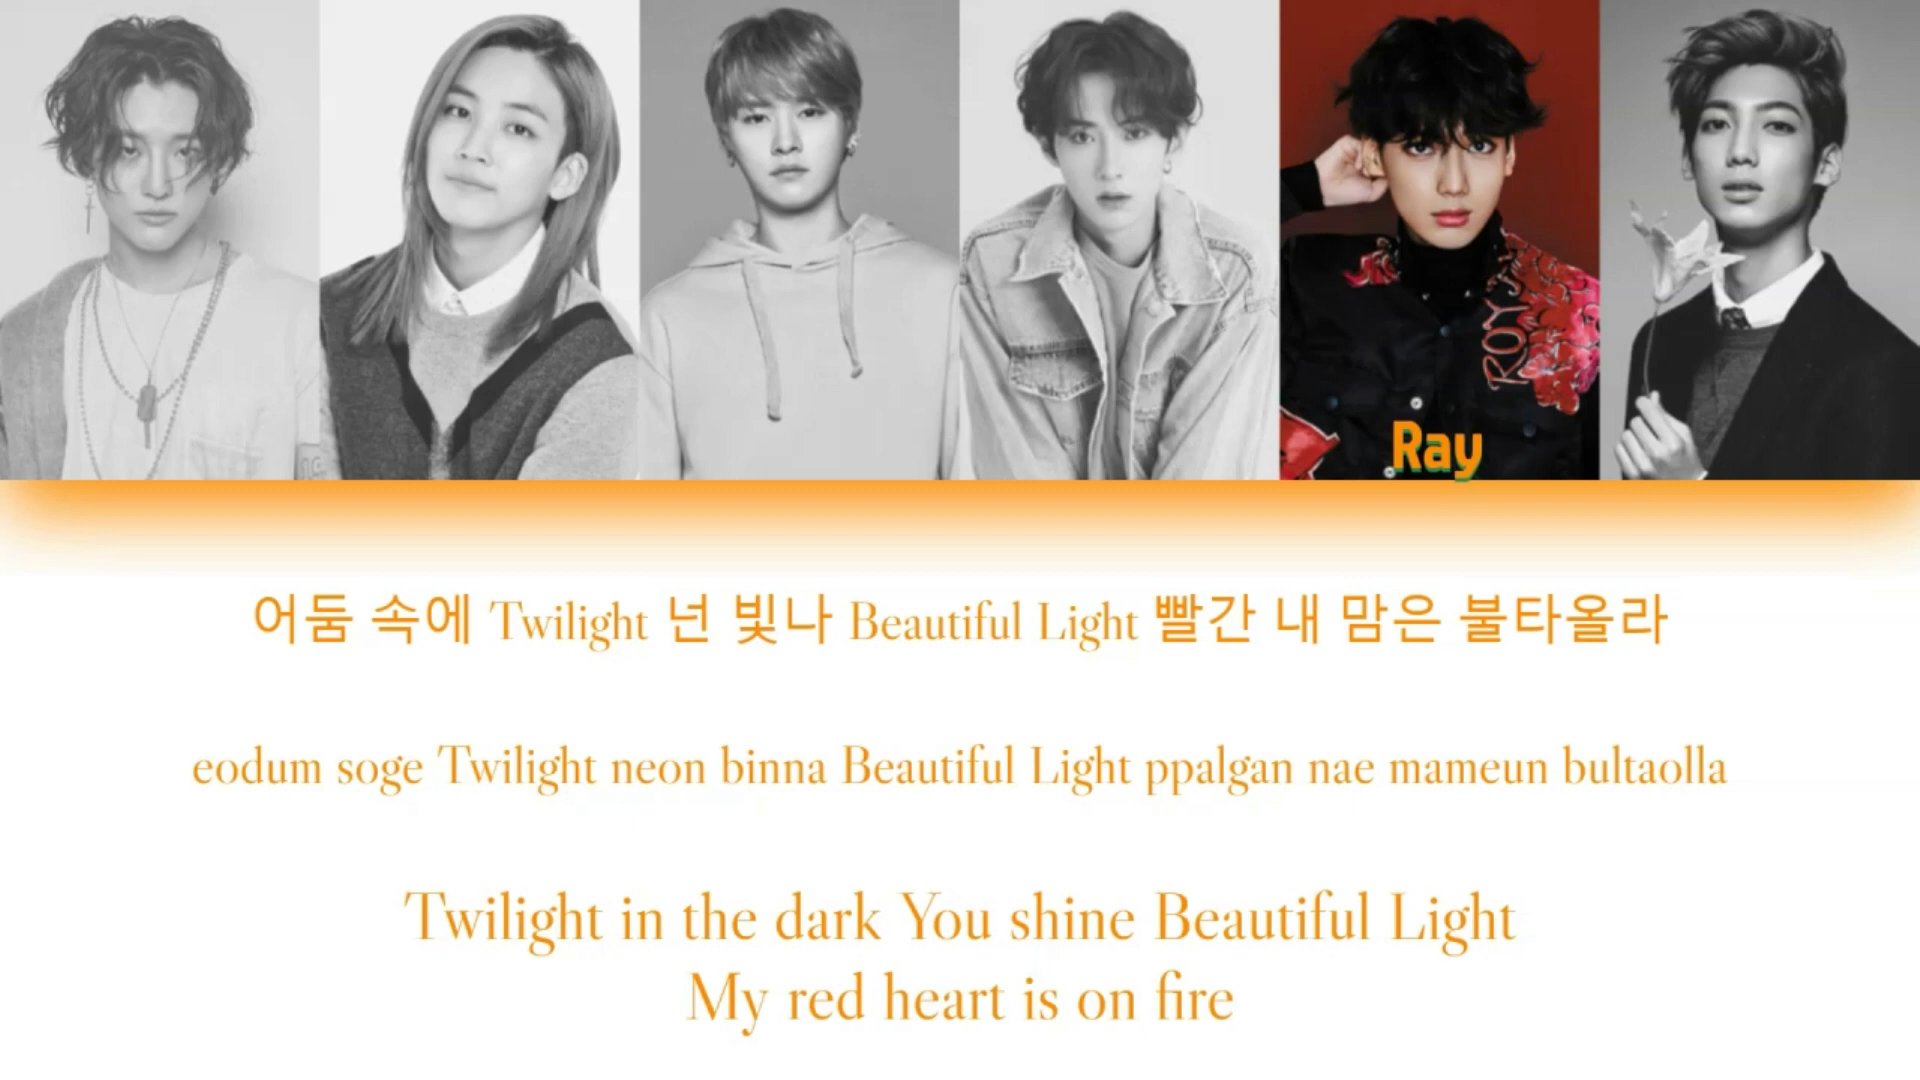 ROY
Ray
어둠 속에 Twilight 넌 빛나 Beautiful Light 빨간 내 맘은 불타올라
eodum soge Twilight neon binna Beautiful Light ppalgan nae mameun bultaolla
Twilight in the dark You shine Beautiful Light
My red heart is on fire